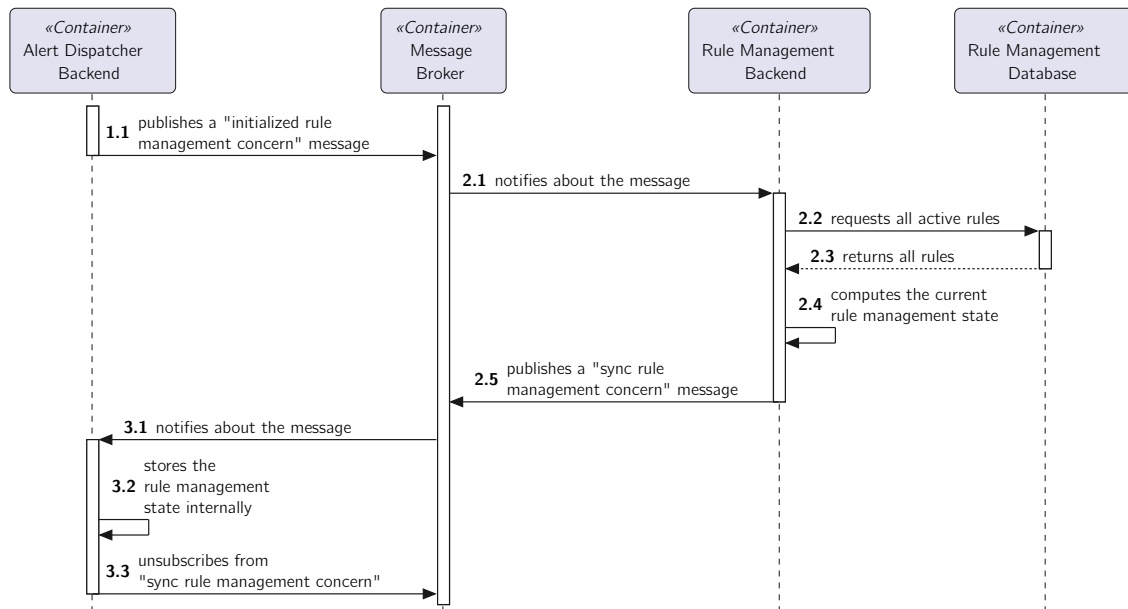 «Container»
Alert Dispatcher
Backend
«Container»
Message
Broker
«Container»
Rule Management
Backend
«Container»
Rule Management
Database
1.1 publishes a "initialized rule
management concern" message
2.1 notifies about the message
2.2 requests all active rules
2.3 returns all rules
2.4 computes the current
rule management state
2.5 publishes a "sync rule
management concern" message
3.1 notifies about the message
3.2 stores the
rule management
state internally
3.3 unsubscribes from
"sync rule management concern"